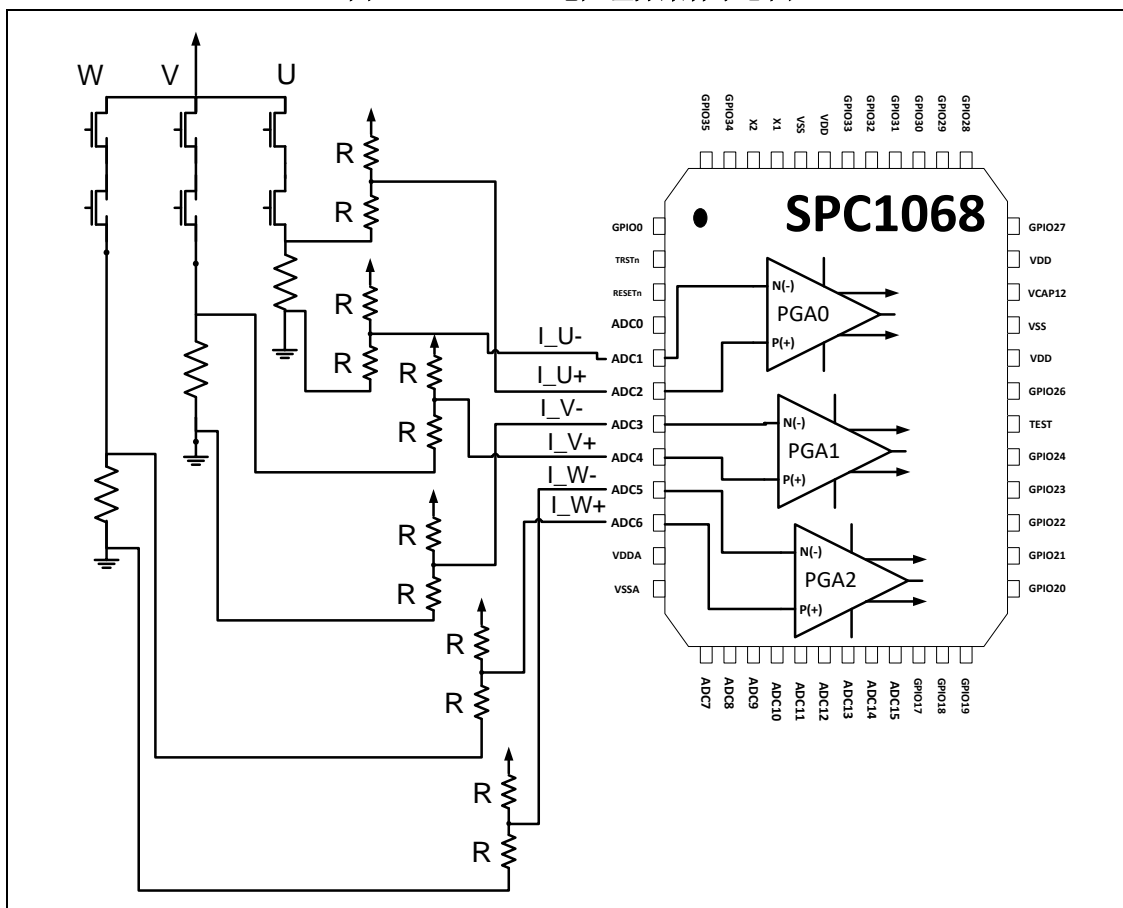 W V U
R
R
R
R
R
R
R
R
R
R
R
R
I_U-
I_U+
I_V-
I_V+
I_W-
I_W+
GPIO35 GPIO34 X2 X1 VSS VDD GPIO33 GPIO32 GPIO31 GPIO30 GPIO29 GPIO28
SPC1068
GPIO0
TRSTn
RESETn
ADC0
ADC1
ADC2
ADC3
ADC4
ADC5
ADC6
VDDA
VSSA
N(-)
PGA0
P(+)
N(-)
PGA1
P(+)
N(-)
PGA2
P(+)
GPIO27
VDD
VCAP12
VSS
VDD
GPIO26
TEST
GPIO24
GPIO23
GPIO22
GPIO21
GPIO20
ADC7 ADC8 ADC9 ADC10 ADC11 ADC12 ADC13 ADC14 ADC15 GPIO17 GPIO18 GPIO19